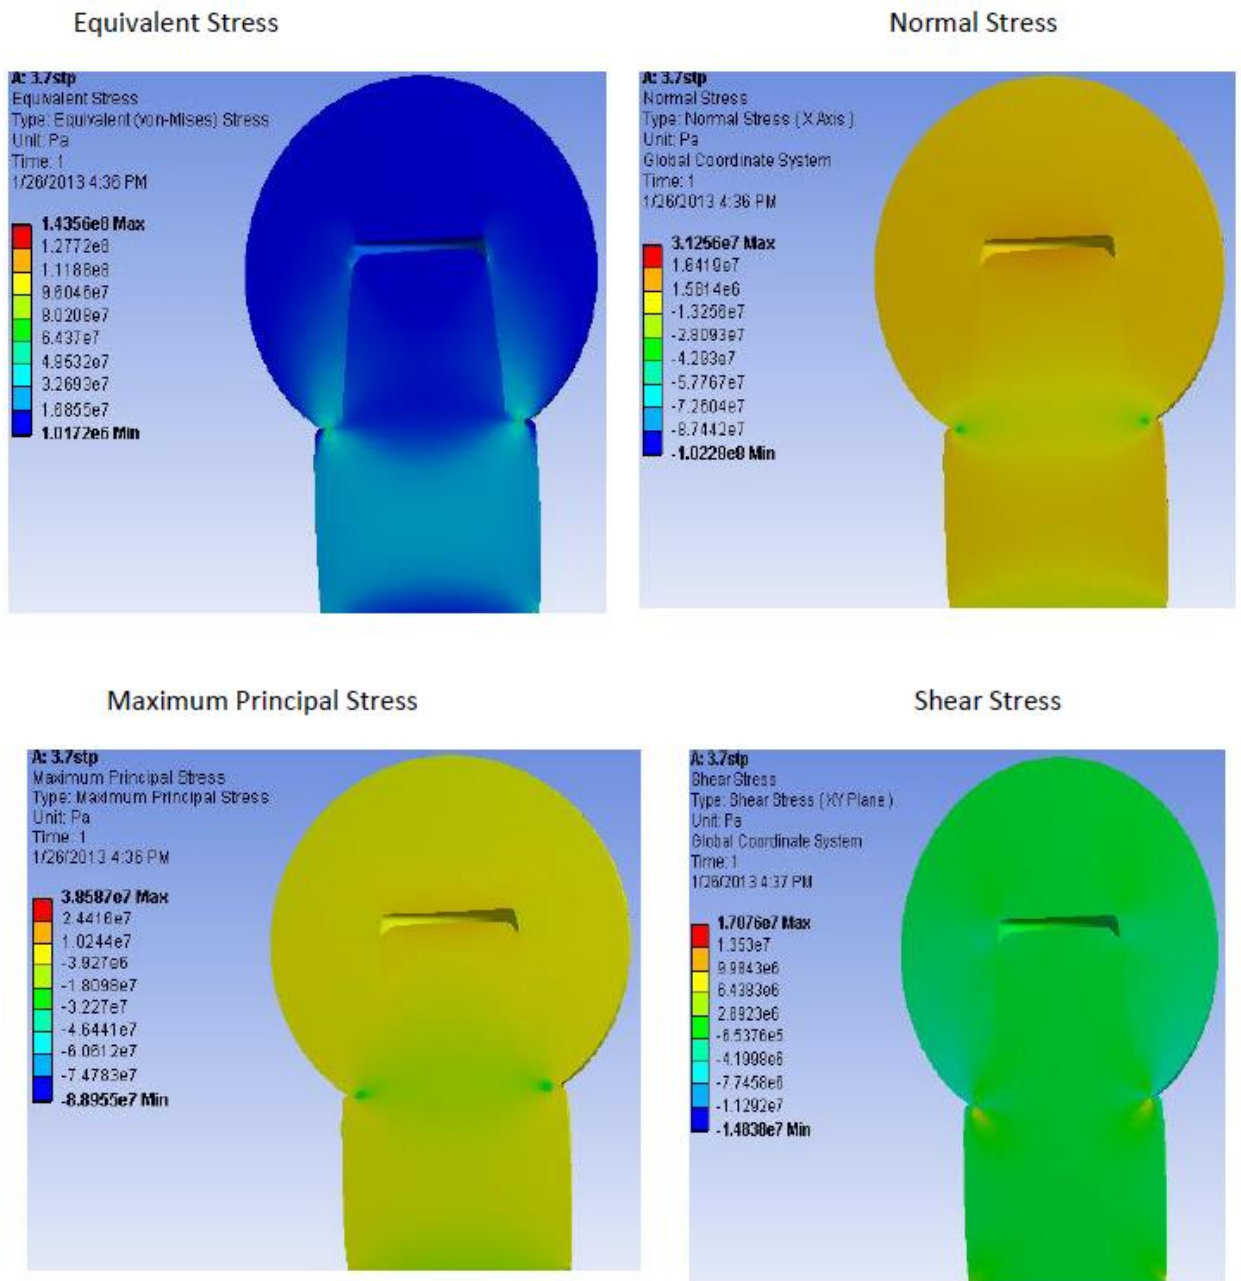 Equivalent Stress
A: 3.7stp
Equivalent Stress
Type: Equivalent (von-Mises) Stress
Unit: Pa
Time: 1
1/26/2013 4:36 PM
1.4356e8 Max
1.2772e8
1.1188e8
9.6046e7
8.0208e7
6.437e7
4.8532e7
3.2693e7
1.6855e7
1.0172e6 Min
Normal Stress
A: 3.7stp
Normal Stress
Type: Normal Stress ( X Axis )
Unit: Pa
Global Coordinate System
Time: 1
1/26/2013 4:36 PM
3.1256e7 Max
1.6419e7
1.5814e6
-1.3256e7
-2.8093e7
-4.293e7
-5.7767e7
-7.2604e7
-8.7442e7
-1.0228e8 Min
Maximum Principal Stress
A: 3.7stp
Maximum Principal Stress
Type: Maximum Principal Stress
Unit: Pa
Time: 1
1/26/2013 4:36 PM
3.8587e7 Max
2.4416e7
1.0244e7
-3.927e6
-1.8098e7
-3.227e7
-4.6441e7
-6.0612e7
-7.4783e7
-8.8955e7 Min
Shear Stress
A: 3.7stp
Shear Stress
Type: Shear Stress ( XY Plane )
Unit: Pa
Global Coordinate System
Time: 1
1/26/2013 4:37 PM
1.7076e7 Max
1.353e7
9.9843e6
6.4383e6
2.8923e6
-6.5376e5
-4.1998e6
-7.7458e6
-1.1292e7
-1.4838e7 Min